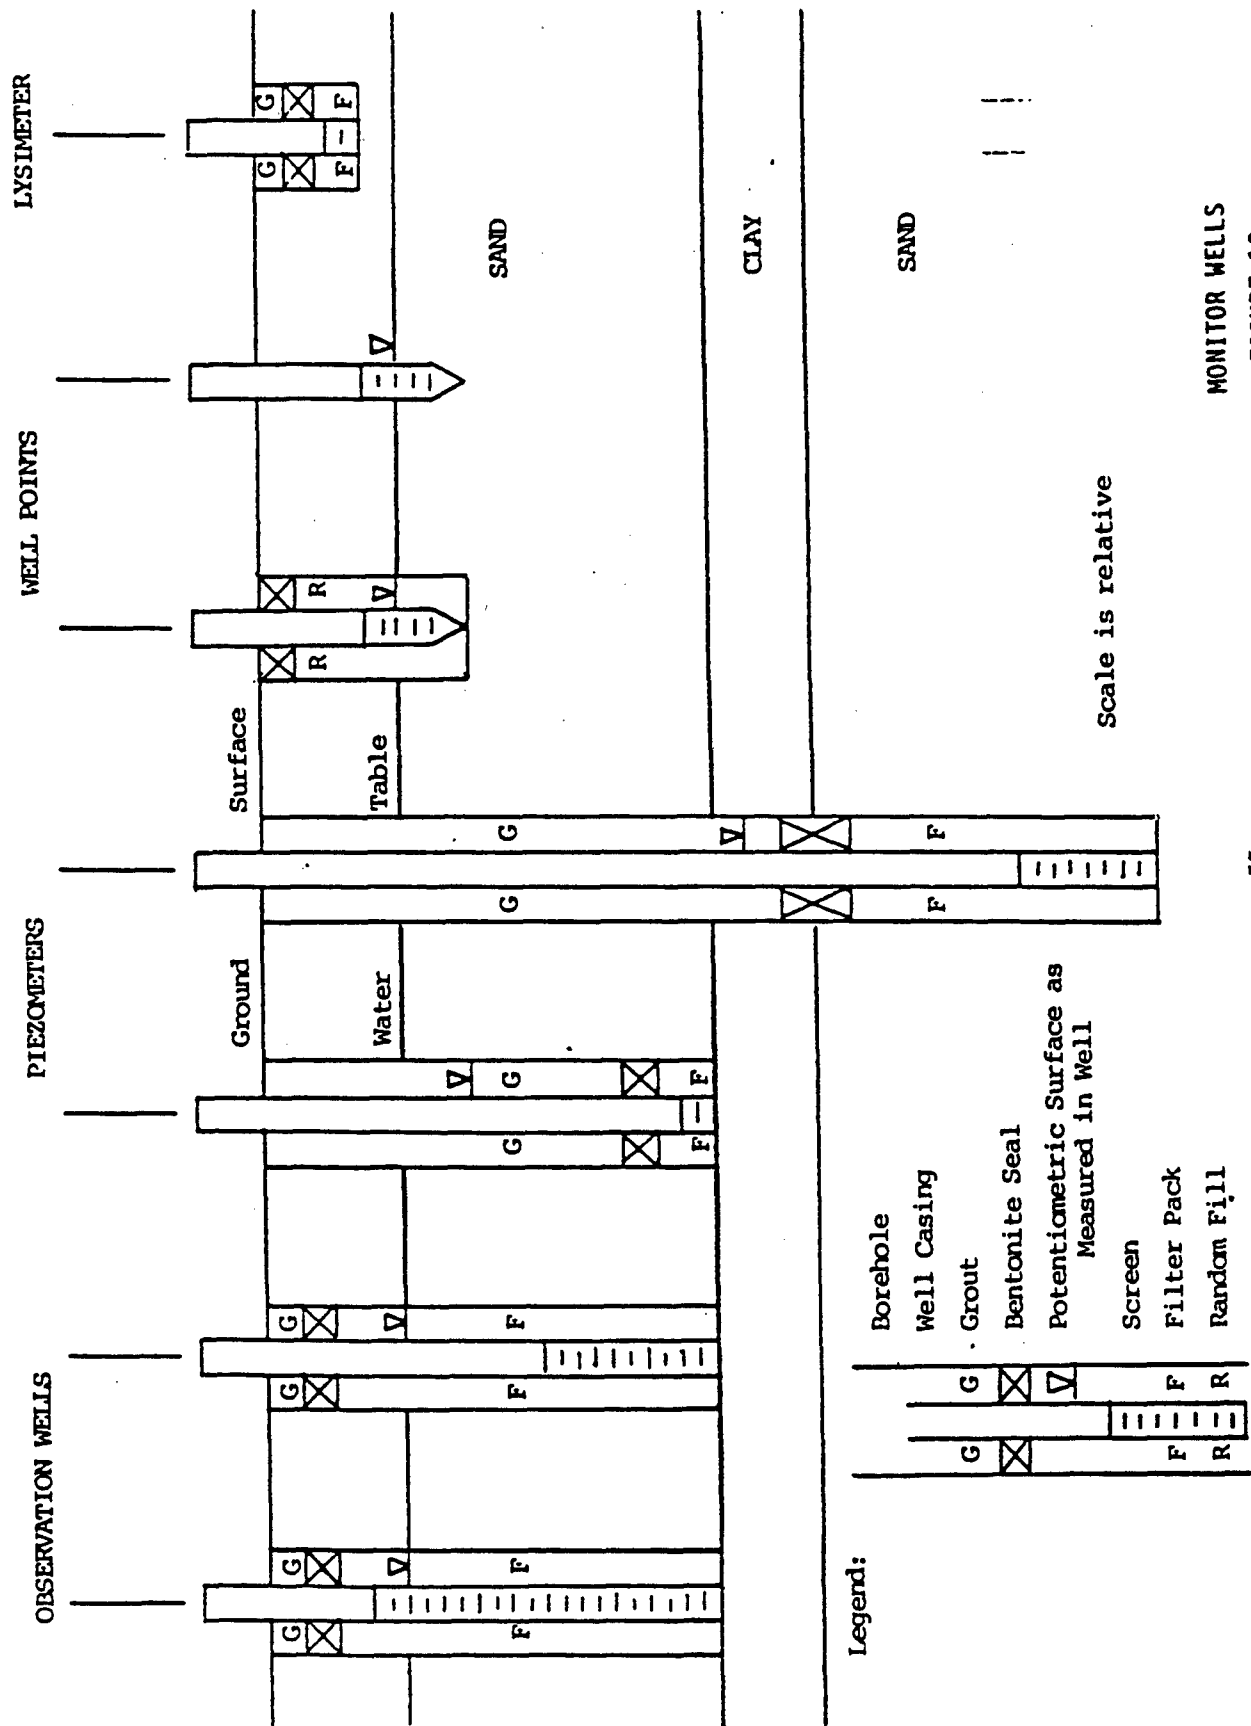 OBSERVATION WELLS
PIEZOMETERS
WELL POINTS
LYSIMETER
Ground Surface
Water Table
G G
G G
G G
G G
G G
F F
F F
F F
F F
F F
R R
SAND
CLAY
SAND
Legend:
Borehole
Well Casing
G G Grout
Bentonite Seal
Potentiometric Surface as
Measured in Well
Screen
F F Filter Pack
R R Random Fill
Scale is relative
MONITOR WELLS